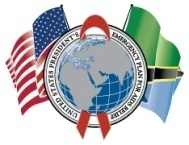 UNITED STATES PRESIDENT'S
EMERGENCY PLAN FOR AIDS RELIEF